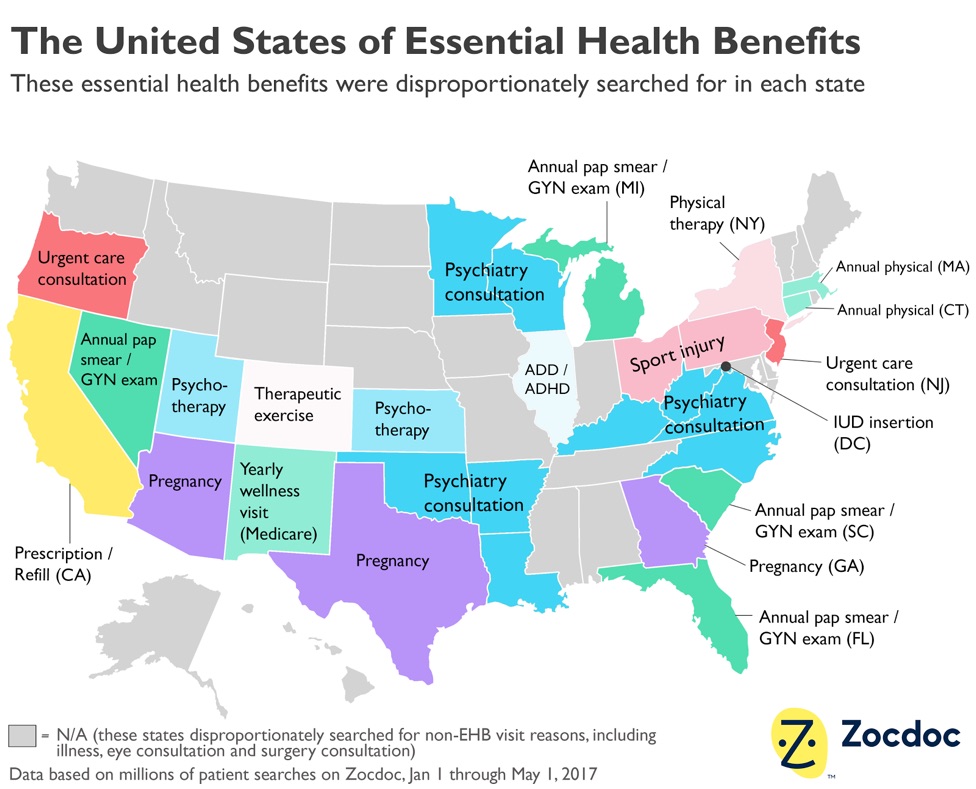 The United States of Essential Health Benefits
These essential health benefits were disproportionately searched for in each state
Annual pap smear /
GYN exam (MI)
Physical
therapy (NY)
Urgent care
consultation
Psychiatry
consultation
Annual physical (MA)
Annual physical (CT)
Annual pap
smear /
GYN exam
Psycho-
therapy
Therapeutic
exercise
Psycho-
therapy
ADD /
ADHD
Sport injury
Urgent care
consultation (NJ)
Psychiatry
consultation
IUD insertion
(DC)
Pregnancy
Yearly
wellness
visit
(Medicare)
Psychiatry
consultation
Annual pap smear /
GYN exam (SC)
Prescription /
Refill (CA)
Pregnancy
Pregnancy (GA)
Annual pap smear /
GYN exam (FL)
= N/A (these states disproportionately searched for non-EHB visit reasons, including
illness, eye consultation and surgery consultation)
Data based on millions of patient searches on Zocdoc, Jan 1 through May 1, 2017
Z
™
Zocdoc